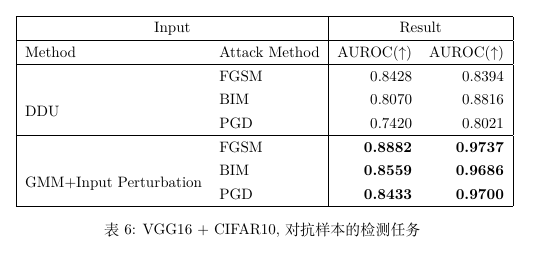 Input Result
Method Attack Method AUROC(↑) AUROC(↑)
FGSM 0.8428 0.8394
BIM 0.8070 0.8816
DDU
PGD 0.7420 0.8021
FGSM 0.8882 0.9737
BIM 0.8559 0.9686
GMM+Input Perturbation
PGD 0.8433 0.9700
表 6: VGG16 + CIFAR10, 对抗样本的检测任务